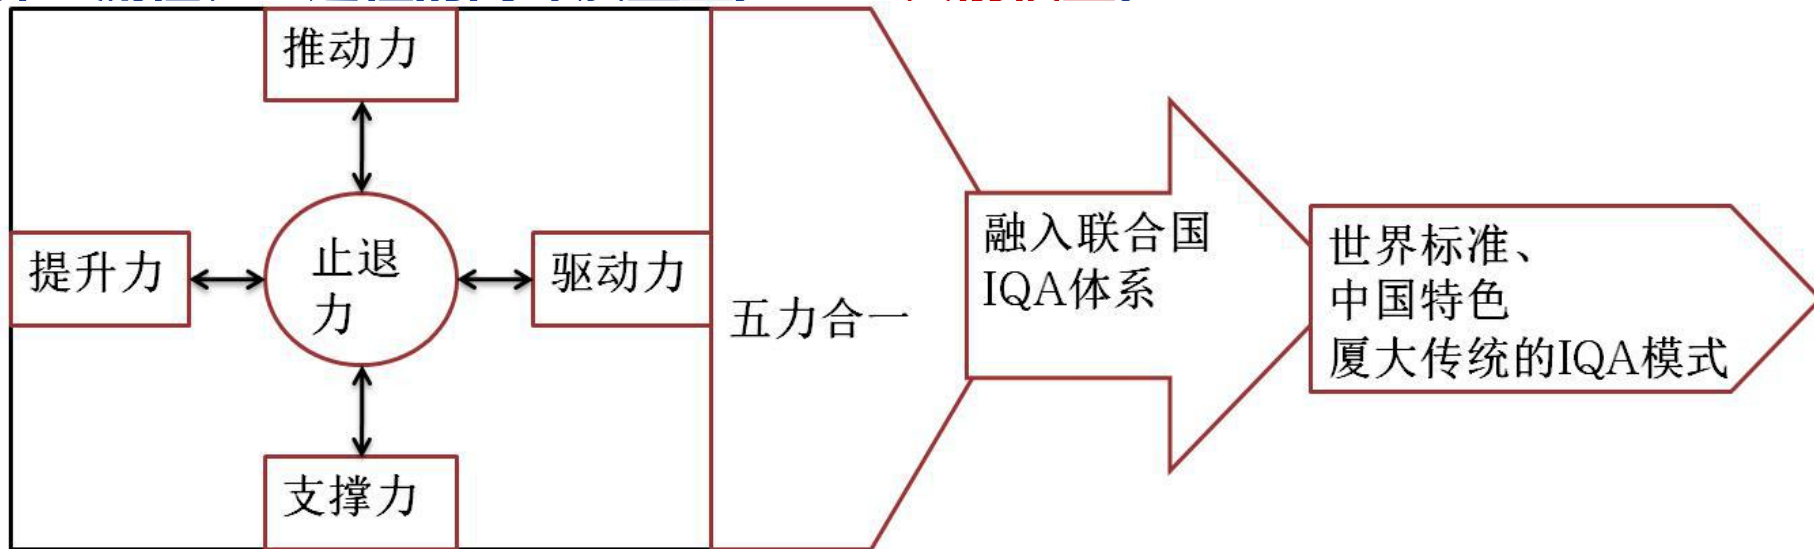 推动力
提升力
止退
力
驱动力
支撑力
五力合一
融入联合国
IQA体系
世界标准、
中国特色
厦大传统的IQA模式